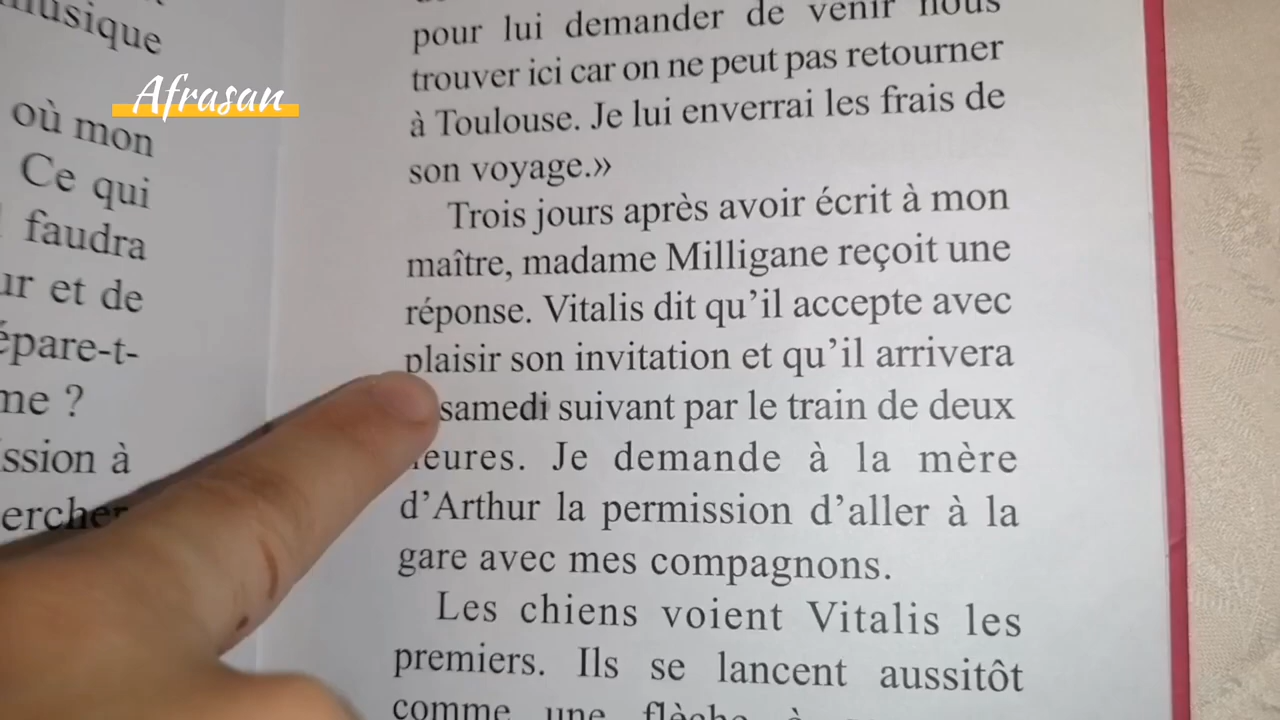 Afrasan
usique
où mon
Ce qui
faudra
ur et de
épare-t-
me ?
ssion à
ercher
pour lui demander de venir nous
trouver ici car on ne peut pas retourner
à Toulouse. Je lui enverrai les frais de
son voyage.»
Trois jours après avoir écrit à mon
maître, madame Milligane reçoit une
réponse. Vitalis dit qu'il accepte avec
plaisir son invitation et qu'il arrivera
samedi suivant par le train de deux
heures. Je demande à la mère
d'Arthur la permission d'aller à la
gare avec mes compagnons.
Les chiens voient Vitalis les
premiers. Ils se lancent aussitôt
comme une flèche à